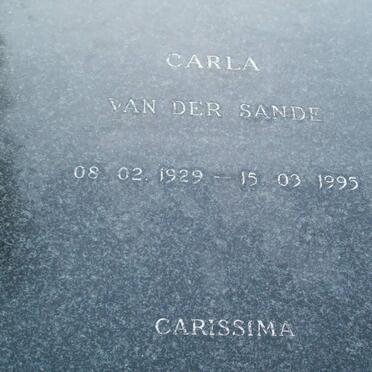 CARLA
VAN DER SANDE
08 02.1929 – 15 03 1995
CARISSIMA